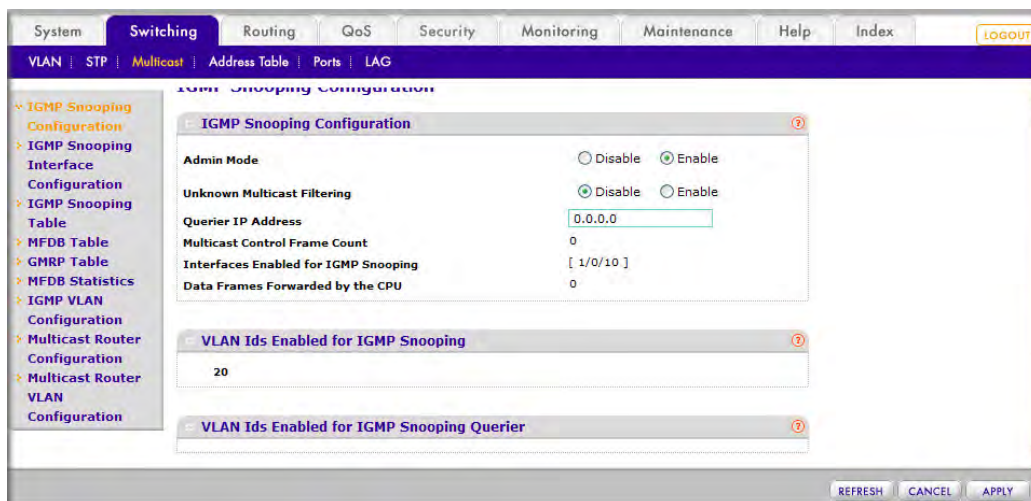 System Switching Routing QoS Security Monitoring Maintenance Help Index LOGOUT
VLAN STP Multicast Address Table Ports LAG
IGMP Snooping Configuration
IGMP Snooping
Configuration
IGMP Snooping
Interface
Configuration
IGMP Snooping
Table
MFDB Table
GMRP Table
MFDB Statistics
IGMP VLAN
Configuration
Multicast Router
Configuration
Multicast Router
VLAN
Configuration
IGMP Snooping Configuration ?
Admin Mode Disable Enable
Unknown Multicast Filtering Disable Enable
Querier IP Address 0.0.0.0
Multicast Control Frame Count 0
Interfaces Enabled for IGMP Snooping [ 1/0/10 ]
Data Frames Forwarded by the CPU 0
VLAN Ids Enabled for IGMP Snooping ?
20
VLAN Ids Enabled for IGMP Snooping Querier ?
REFRESH CANCEL APPLY